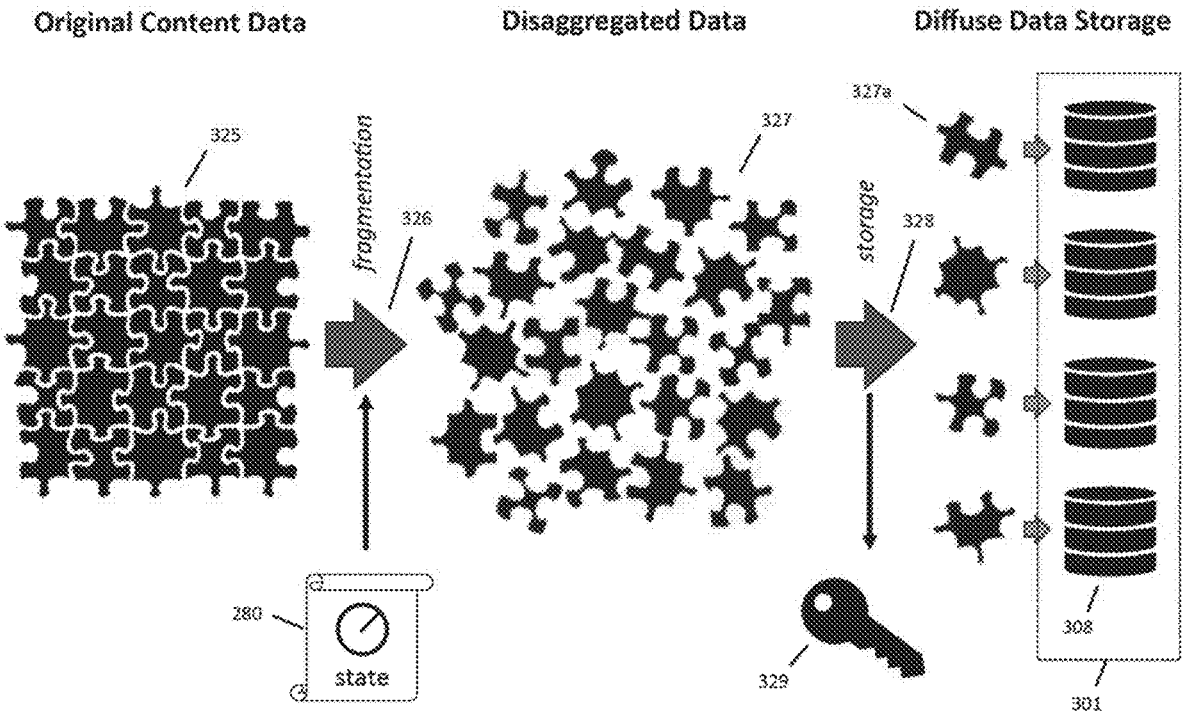 Original Content Data
Disaggregated Data
Diffuse Data Storage
327a
325
327
fragmentation
326
storage
328
280
state
329
308
301